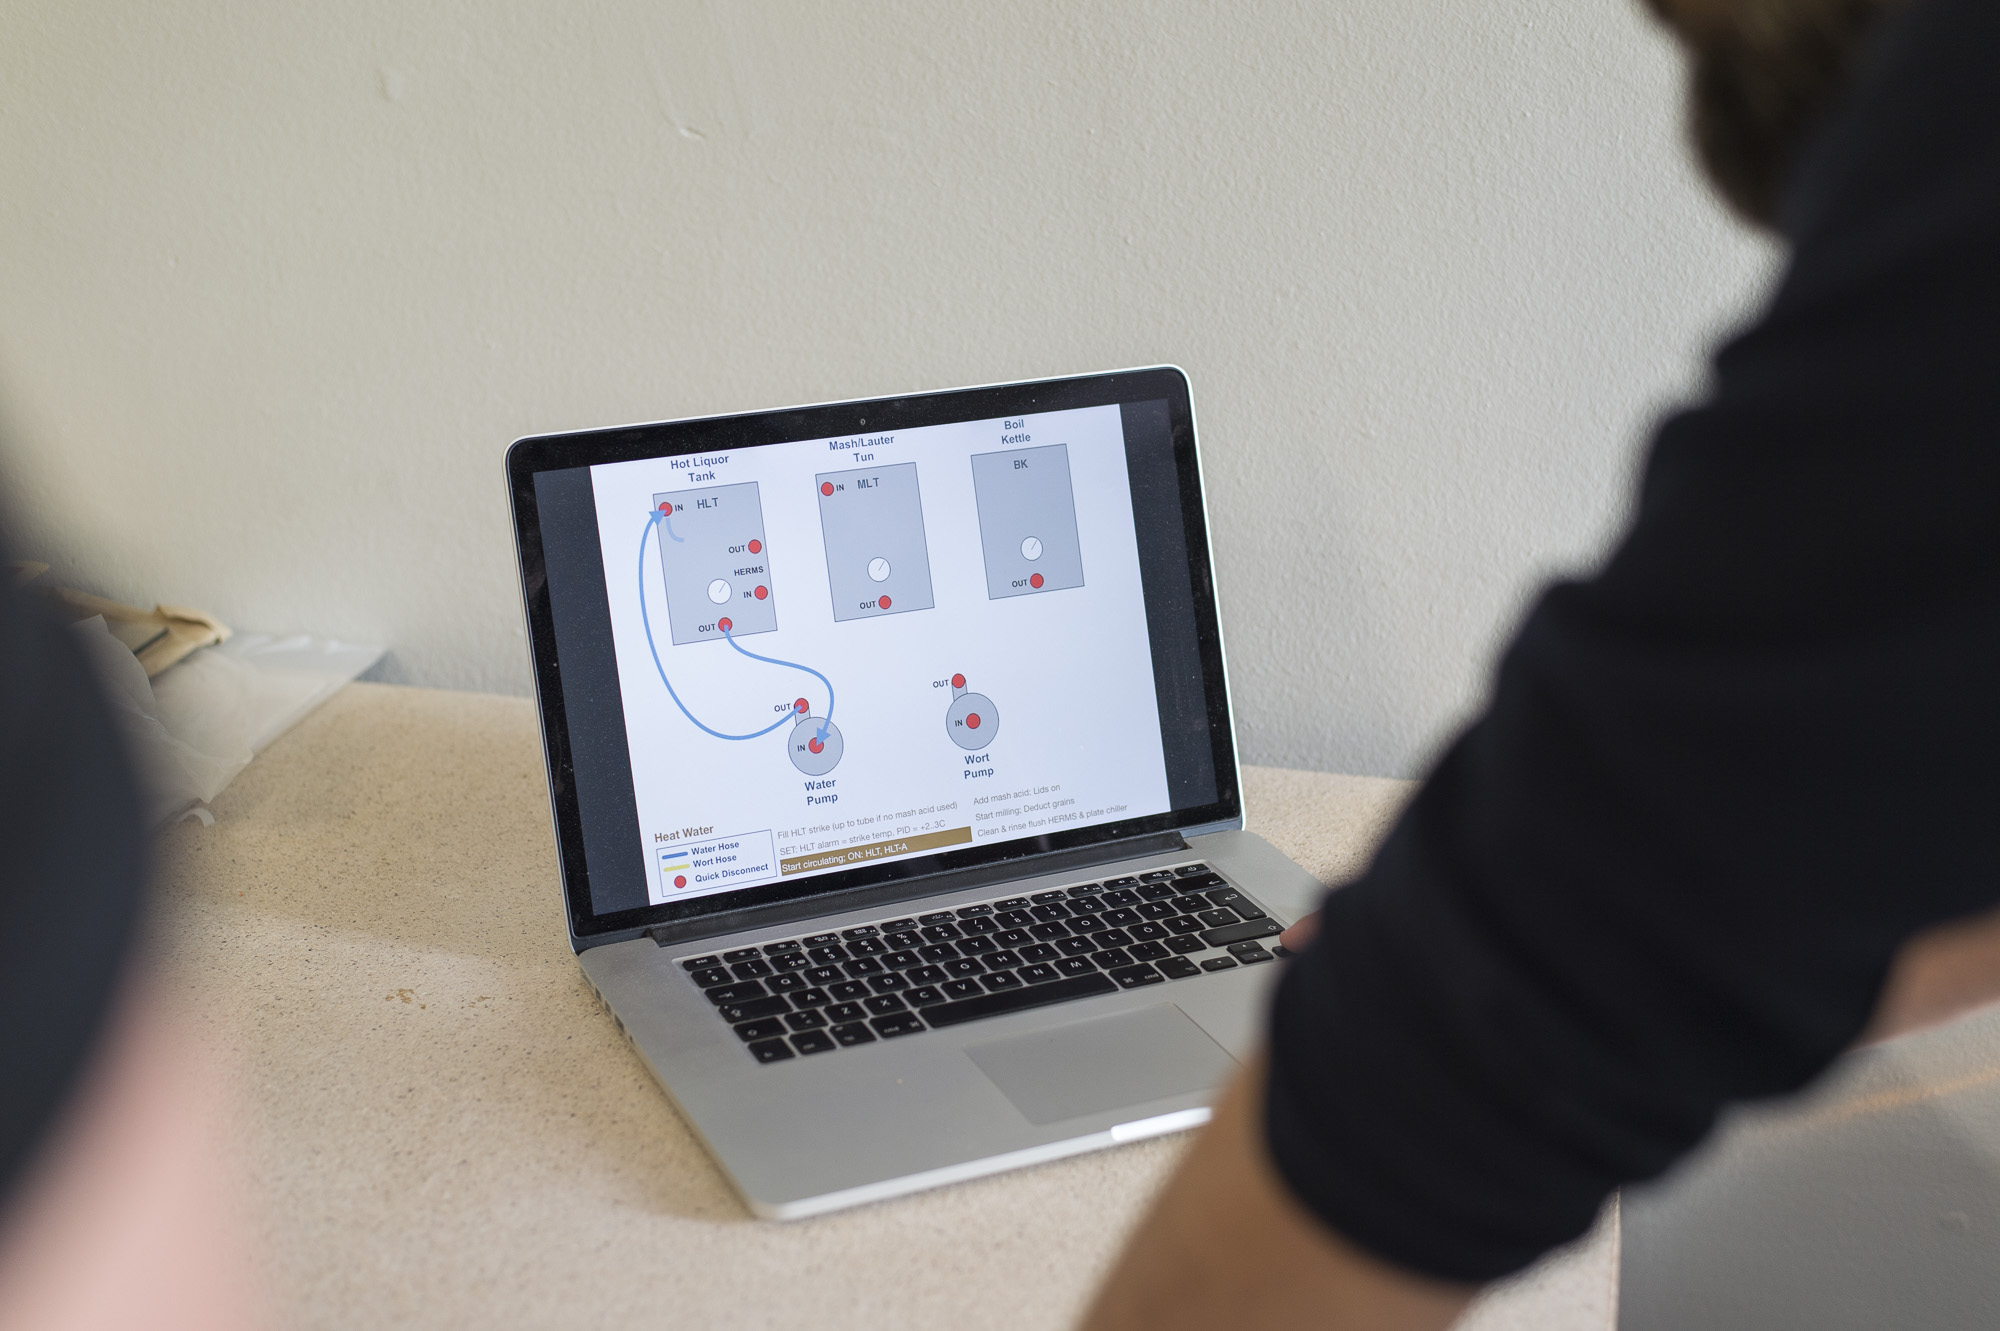 Hot Liquor
Tank
Mash/Lauter
Tun
Boil
Kettle
IN HLT
OUT
HERMS
IN
OUT
IN MLT
OUT
BK
OUT
OUT
IN
Water
Pump
OUT
IN
Wort
Pump
Heat Water
Water Hose
Wort Hose
Quick Disconnect
Fill HLT strike (up to tube if no mash acid used)
SET: HLT alarm = strike temp, PID = +2..3C
Start circulating: ON: HLT, HLT-A
Add mash acid: Lids on
Start milling: Deduct grains
Clean & rinse flush HERMS & plate chiller